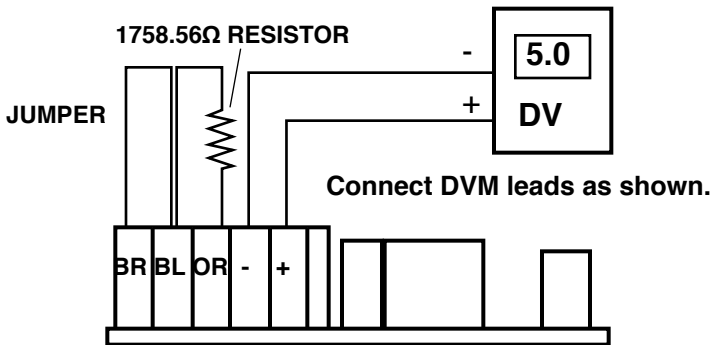 1758.56Ω RESISTOR
JUMPER
-
+
5.0
DV
Connect DVM leads as shown.
BR BL OR - +